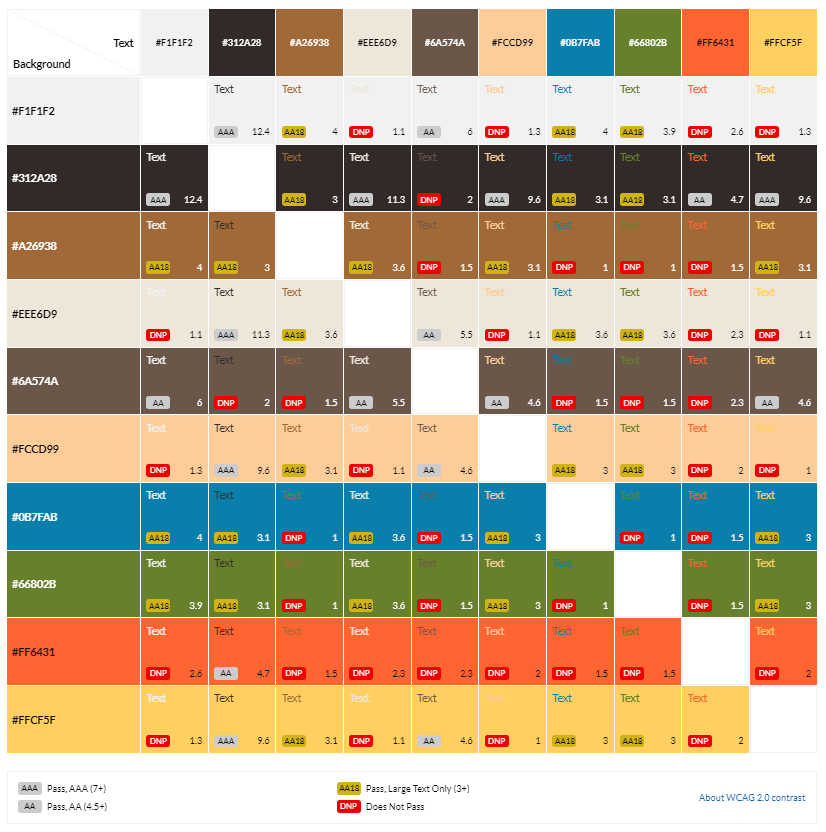 Text #F1F1F2 #312A28 #A26938 #EEE6D9 #6A574A #FCCD99 #0B7FAB #66802B #FF6431 #FFCF5F
Background
Text Text Text Text Text Text Text Text Text
#F1F1F2
AAA 12.4 AA18 4 DNP 1.1 AA 6 DNP 1.3 AA18 4 AA18 3.9 DNP 2.6 DNP 1.3
Text Text Text Text Text Text Text Text Text
#312A28
AAA 12.4 AA18 3 AAA 11.3 DNP 2 AAA 9.6 AA18 3.1 AA18 3.1 AA 4.7 AAA 9.6
Text Text Text Text Text Text Text Text Text
#A26938
AA18 4 AA18 3 AA18 3.6 DNP 1.5 AA18 3.1 DNP 1 DNP 1 DNP 1.5 AA18 3.1
Text Text Text Text Text Text Text Text Text
#EEE6D9
DNP 1.1 AAA 11.3 AA18 3.6 AA 5.5 DNP 1.1 AA18 3.6 AA18 3.6 DNP 2.3 DNP 1.1
Text Text Text Text Text Text Text Text Text
#6A574A
AA 6 DNP 2 DNP 1.5 AA 5.5 AA 4.6 DNP 1.5 DNP 1.5 DNP 2.3 AA 4.6
Text Text Text Text Text Text Text Text Text
#FCCD99
DNP 1.3 AAA 9.6 AA18 3.1 DNP 1.1 AA 4.6 AA18 3 AA18 3 DNP 2 DNP 1
Text Text Text Text Text Text Text Text Text
#0B7FAB
AA18 4 AA18 3.1 DNP 1 AA18 3.6 DNP 1.5 AA18 3 DNP 1 DNP 1.5 AA18 3
Text Text Text Text Text Text Text Text Text
#66802B
AA18 3.9 AA18 3.1 DNP 1 AA18 3.6 DNP 1.5 AA18 3 DNP 1 DNP 1.5 AA18 3
Text Text Text Text Text Text Text Text Text
#FF6431
DNP 2.6 AA 4.7 DNP 1.5 DNP 2.3 DNP 2.3 DNP 2 DNP 1.5 DNP 1.5 DNP 2
Text Text Text Text Text Text Text Text Text
#FFCF5F
DNP 1.3 AAA 9.6 AA18 3.1 DNP 1.1 AA 4.6 DNP 1 AA18 3 AA18 3 DNP 2
AAA Pass, AAA (7+) AA18 Pass, Large Text Only (3+)
About WCAG 2.0 contrast
AA Pass, AA (4.5+) DNP Does Not Pass